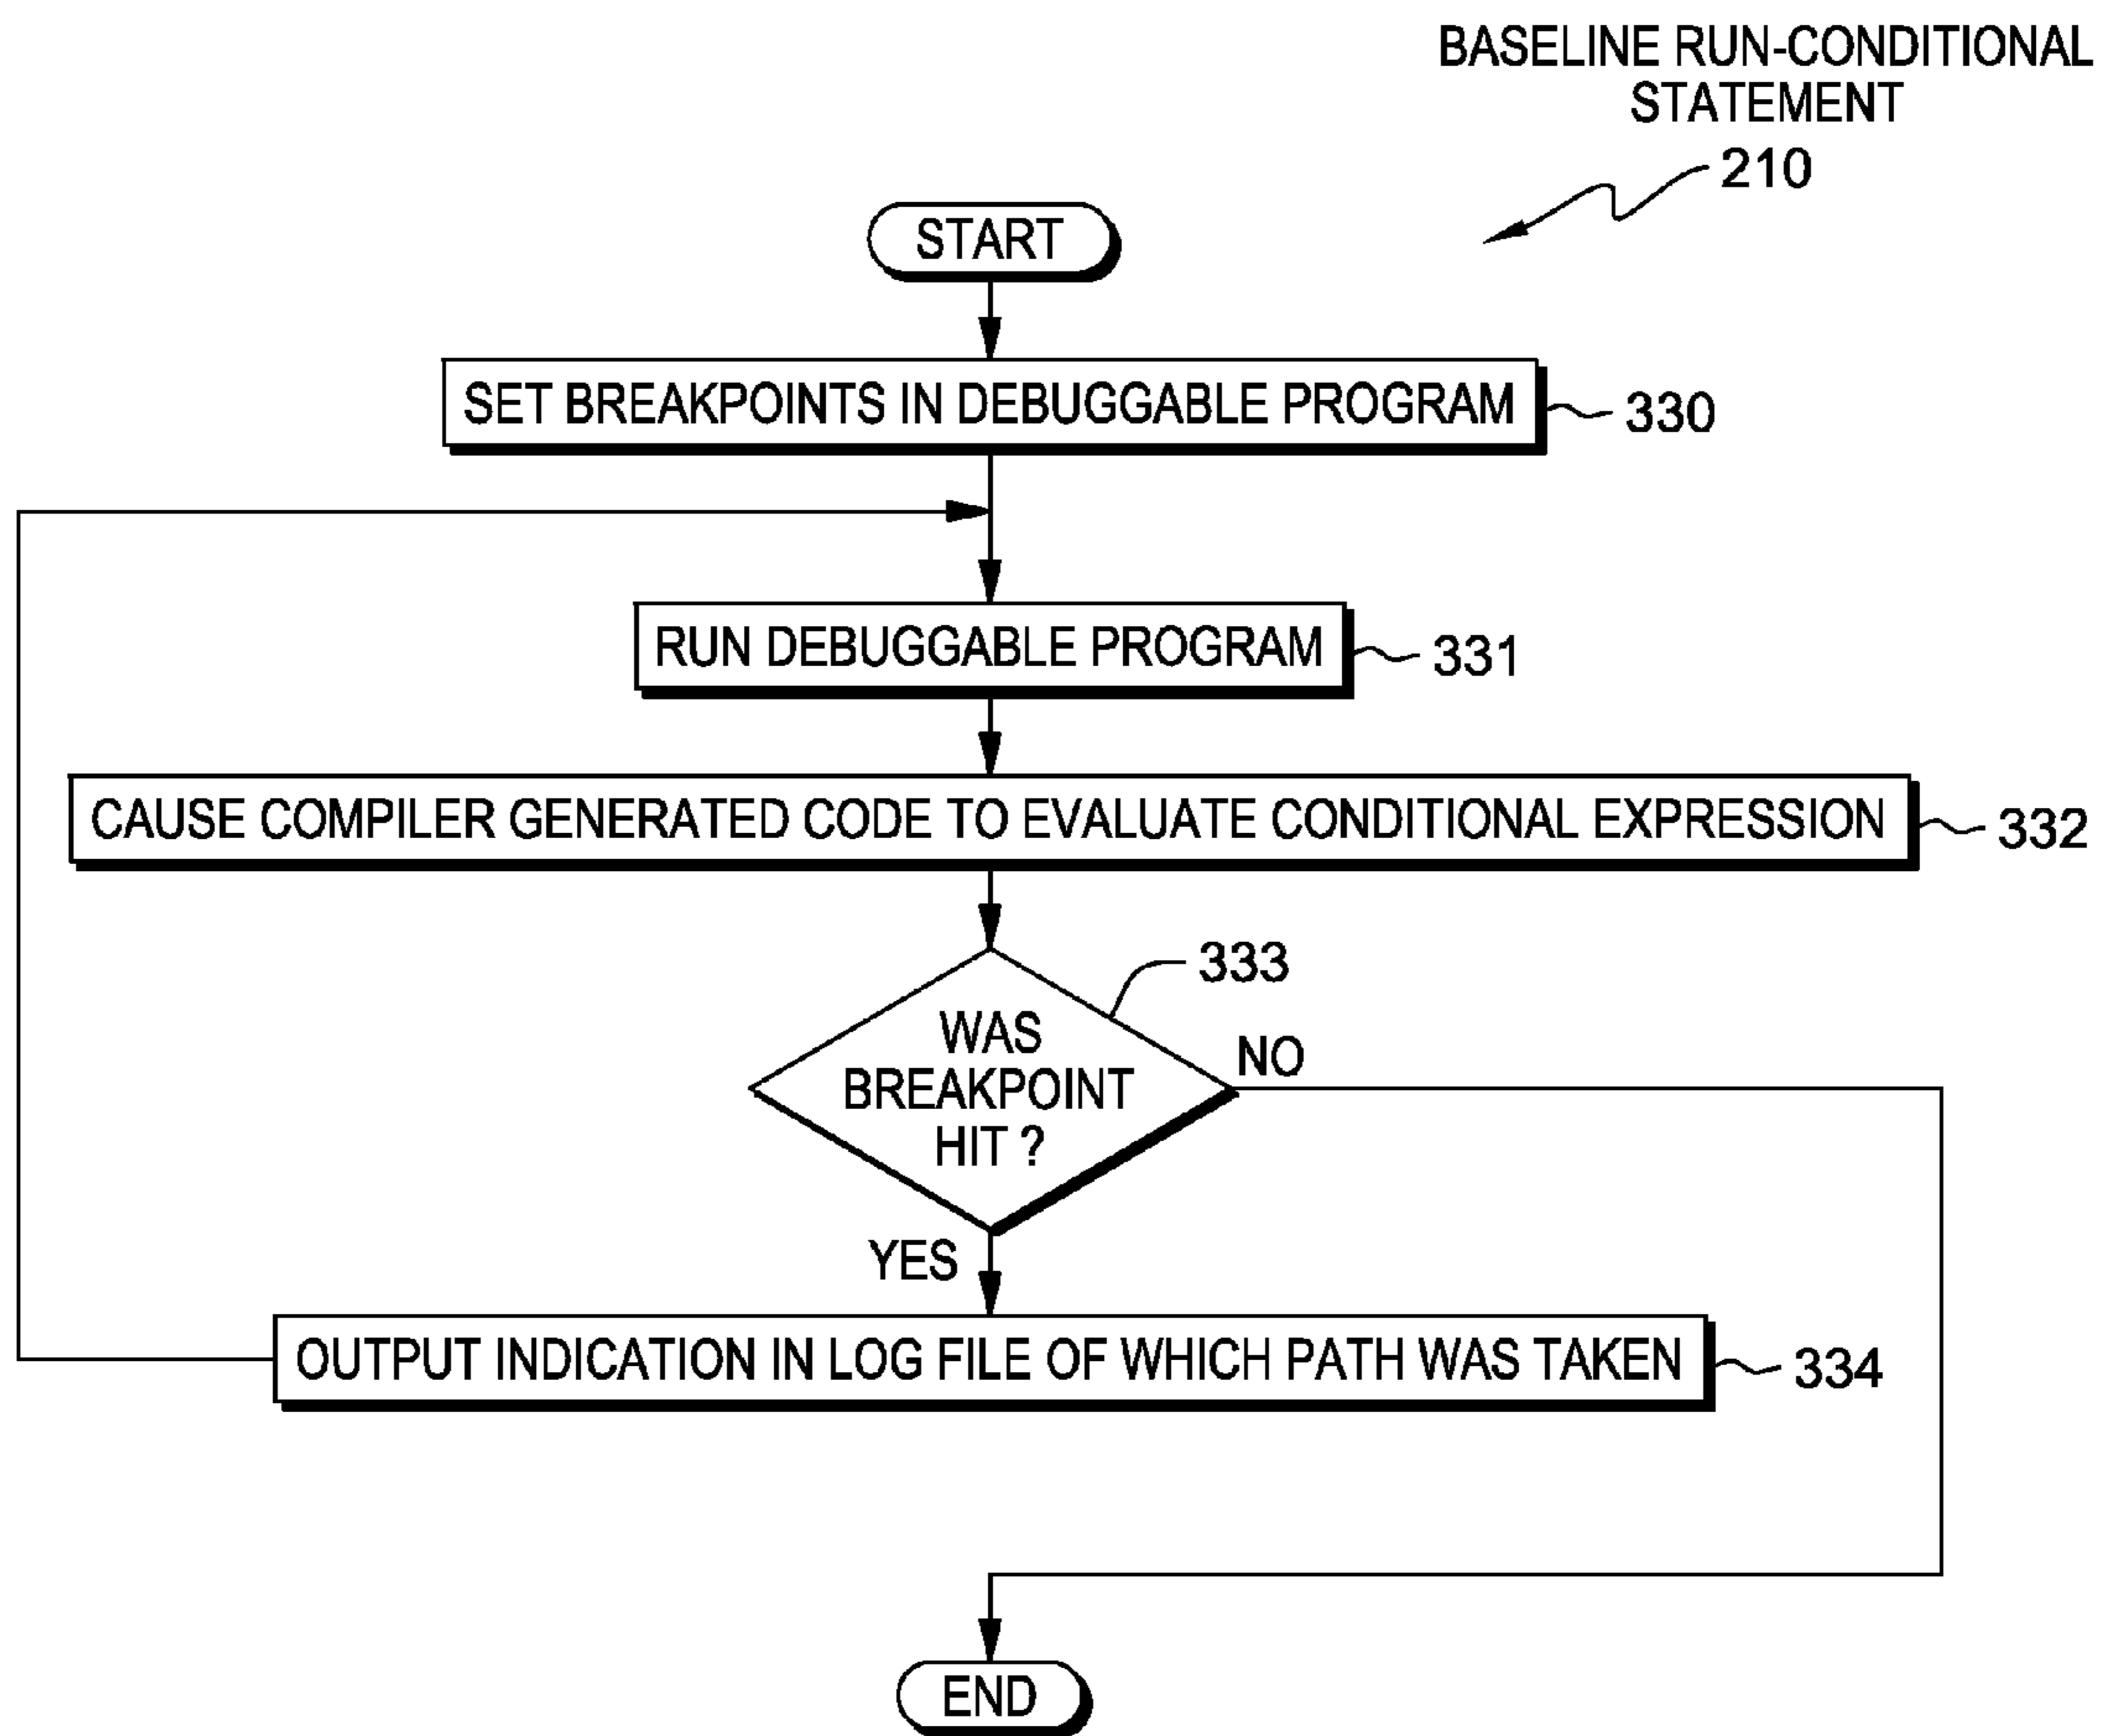 BASELINE RUN-CONDITIONAL
STATEMENT
210
START
SET BREAKPOINTS IN DEBUGGABLE PROGRAM
330
RUN DEBUGGABLE PROGRAM
331
CAUSE COMPILER GENERATED CODE TO EVALUATE CONDITIONAL EXPRESSION
332
333
WAS
BREAKPOINT
HIT ?
NO
YES
OUTPUT INDICATION IN LOG FILE OF WHICH PATH WAS TAKEN
334
END